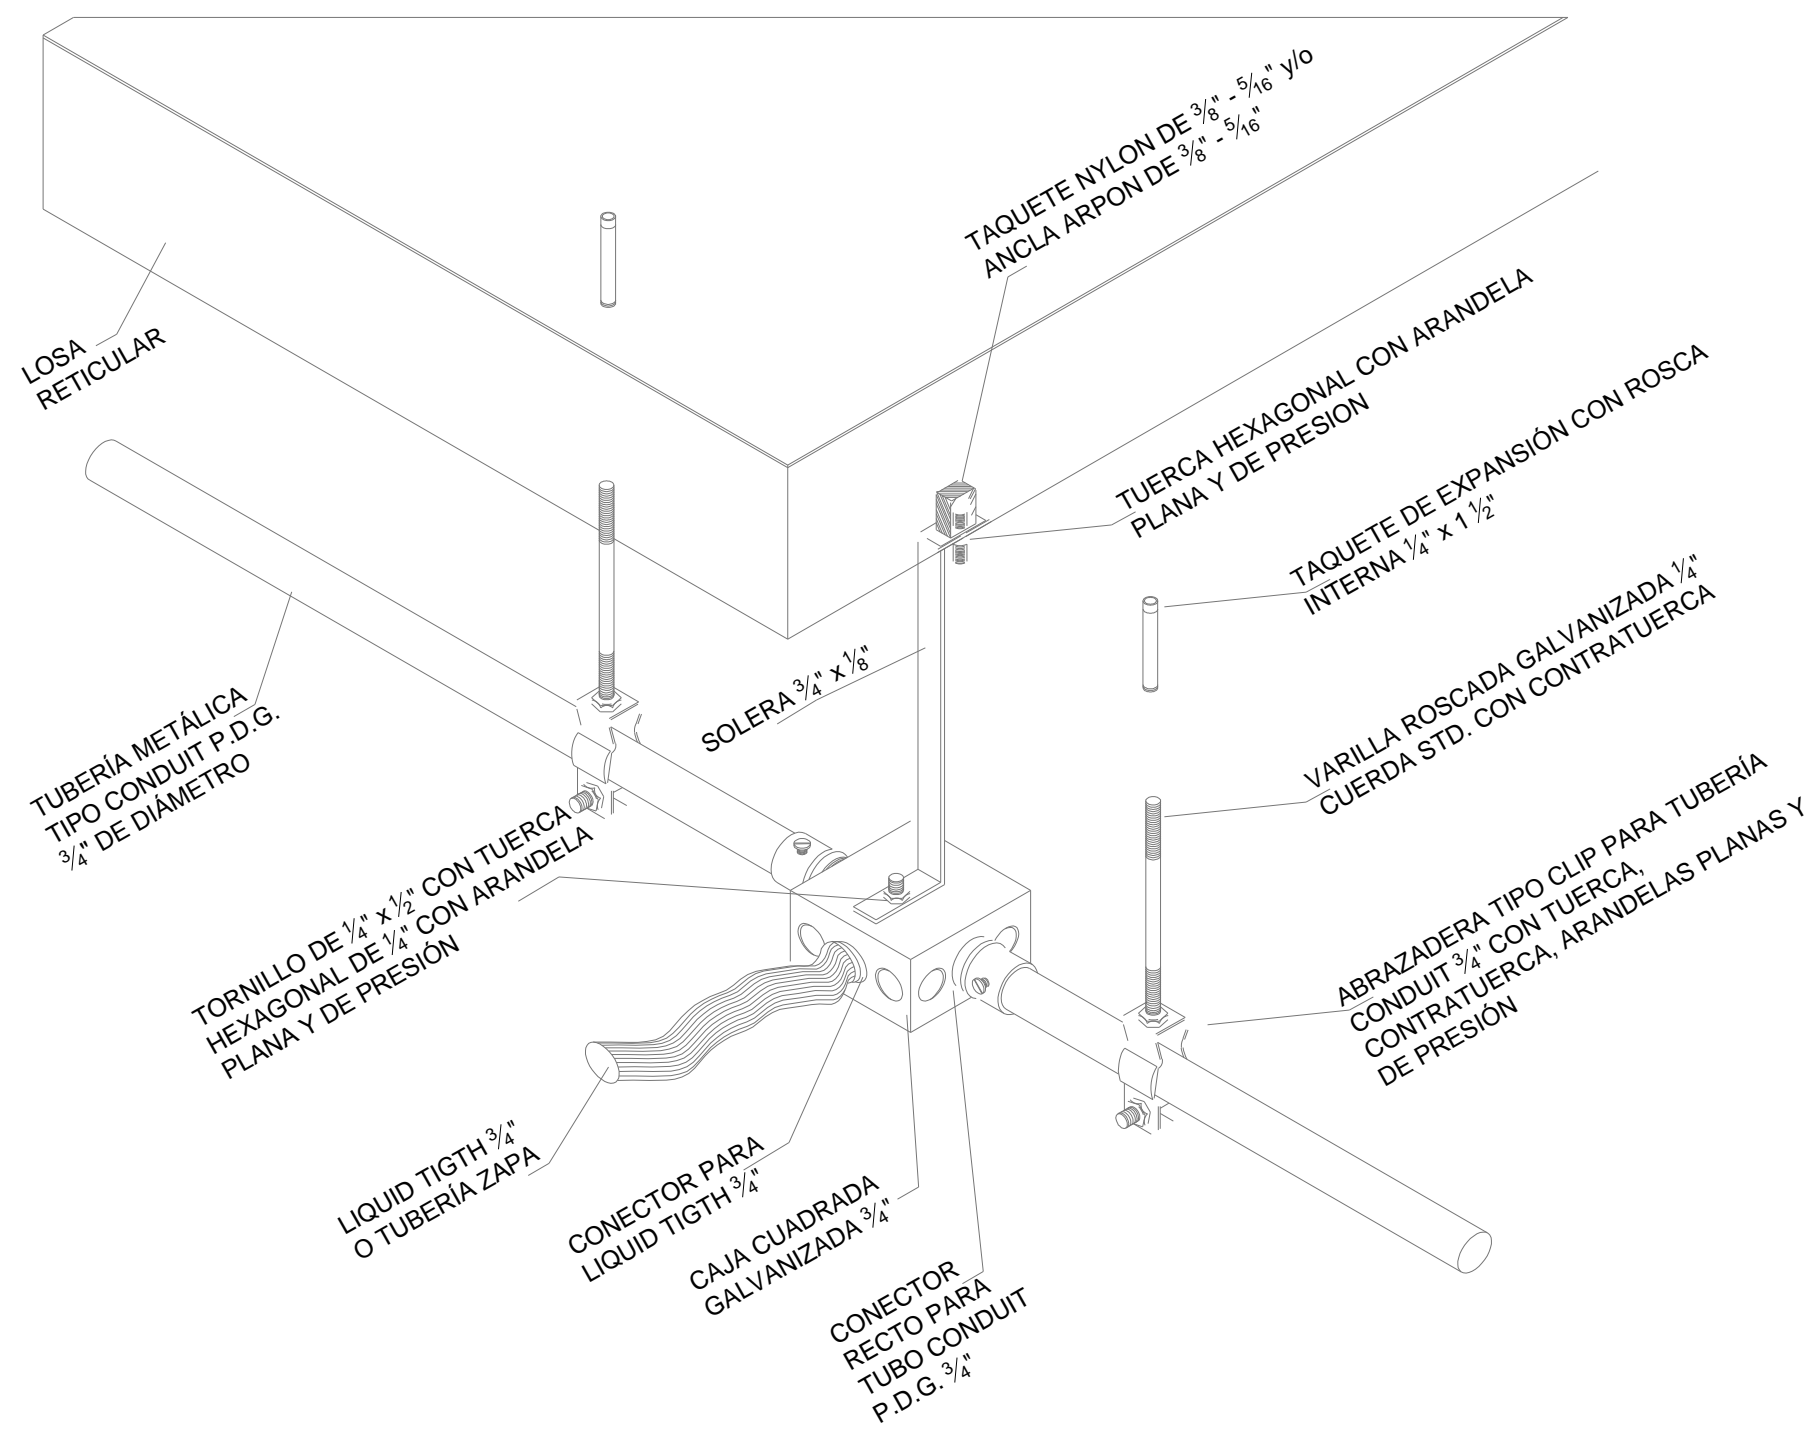 TAQUETE NYLON DE 3/8" - 5/16" y/o
ANCLA ARPON DE 3/8" - 5/16"
TUERCA HEXAGONAL CON ARANDELA
PLANA Y DE PRESION
LOSA
RETICULAR
TAQUETE DE EXPANSIÓN CON ROSCA
INTERNA 1/4" x 1 1/2"
VARILLA ROSCADA GALVANIZADA 1/4"
CUERDA STD. CON CONTRATUERCA
SOLERA 3/4" x 1/8"
TUBERÍA METÁLICA
TIPO CONDUIT P.D.G.
3/4" DE DIÁMETRO
ABRAZADERA TIPO CLIP PARA TUBERÍA
CONDUIT 3/4" CON TUERCA,
CONTRATUERCA, ARANDELAS PLANAS Y
DE PRESIÓN
TORNILLO DE 1/4" x 1/2" CON TUERCA
HEXAGONAL DE 1/4" CON ARANDELA
PLANA Y DE PRESIÓN
LIQUID TIGTH 3/4"
O TUBERÍA ZAPA
CONECTOR PARA
LIQUID TIGTH 3/4"
CAJA CUADRADA
GALVANIZADA 3/4"
CONECTOR
RECTO PARA
TUBO CONDUIT
P.D.G. 3/4"